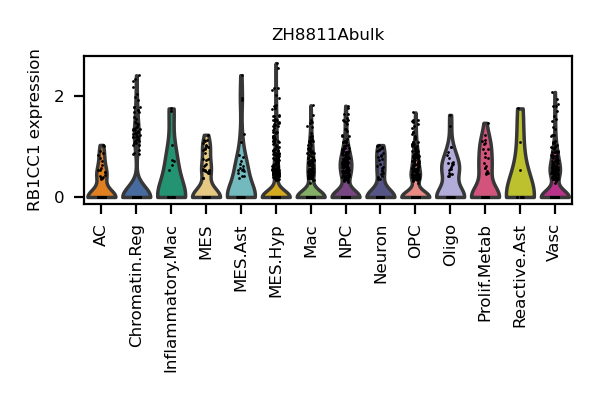 ZH8811Abulk
RB1CC1 expression
2
0
AC
Chromatin.Reg
Inflammatory.Mac
MES
MES.Ast
MES.Hyp
Mac
NPC
Neuron
OPC
Oligo
Prolif.Metab
Reactive.Ast
Vasc